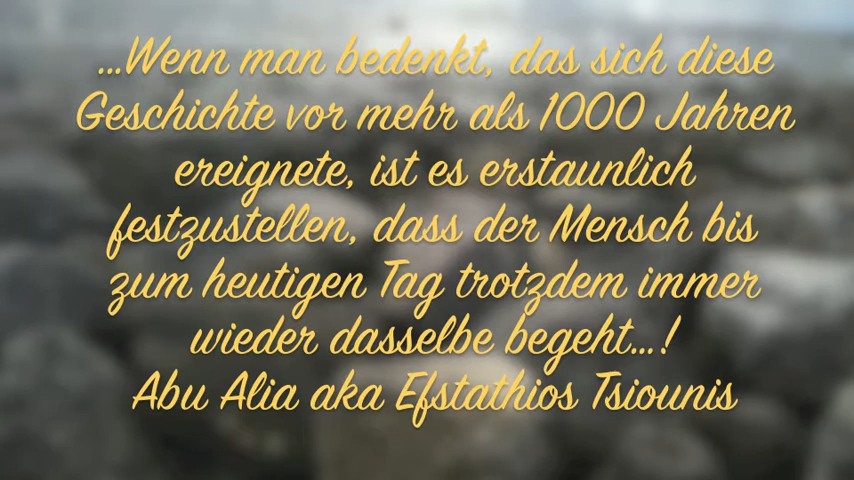 ...Wenn man bedenkt, das sich diese
Geschichte vor mehr als 1000 Jahren
ereignete, ist es erstaunlich
festzustellen, dass der Mensch bis
zum heutigen Tag trotzdem immer
wieder dasselbe begeht...!
Abu Alia aka Efstathios Tsiounis